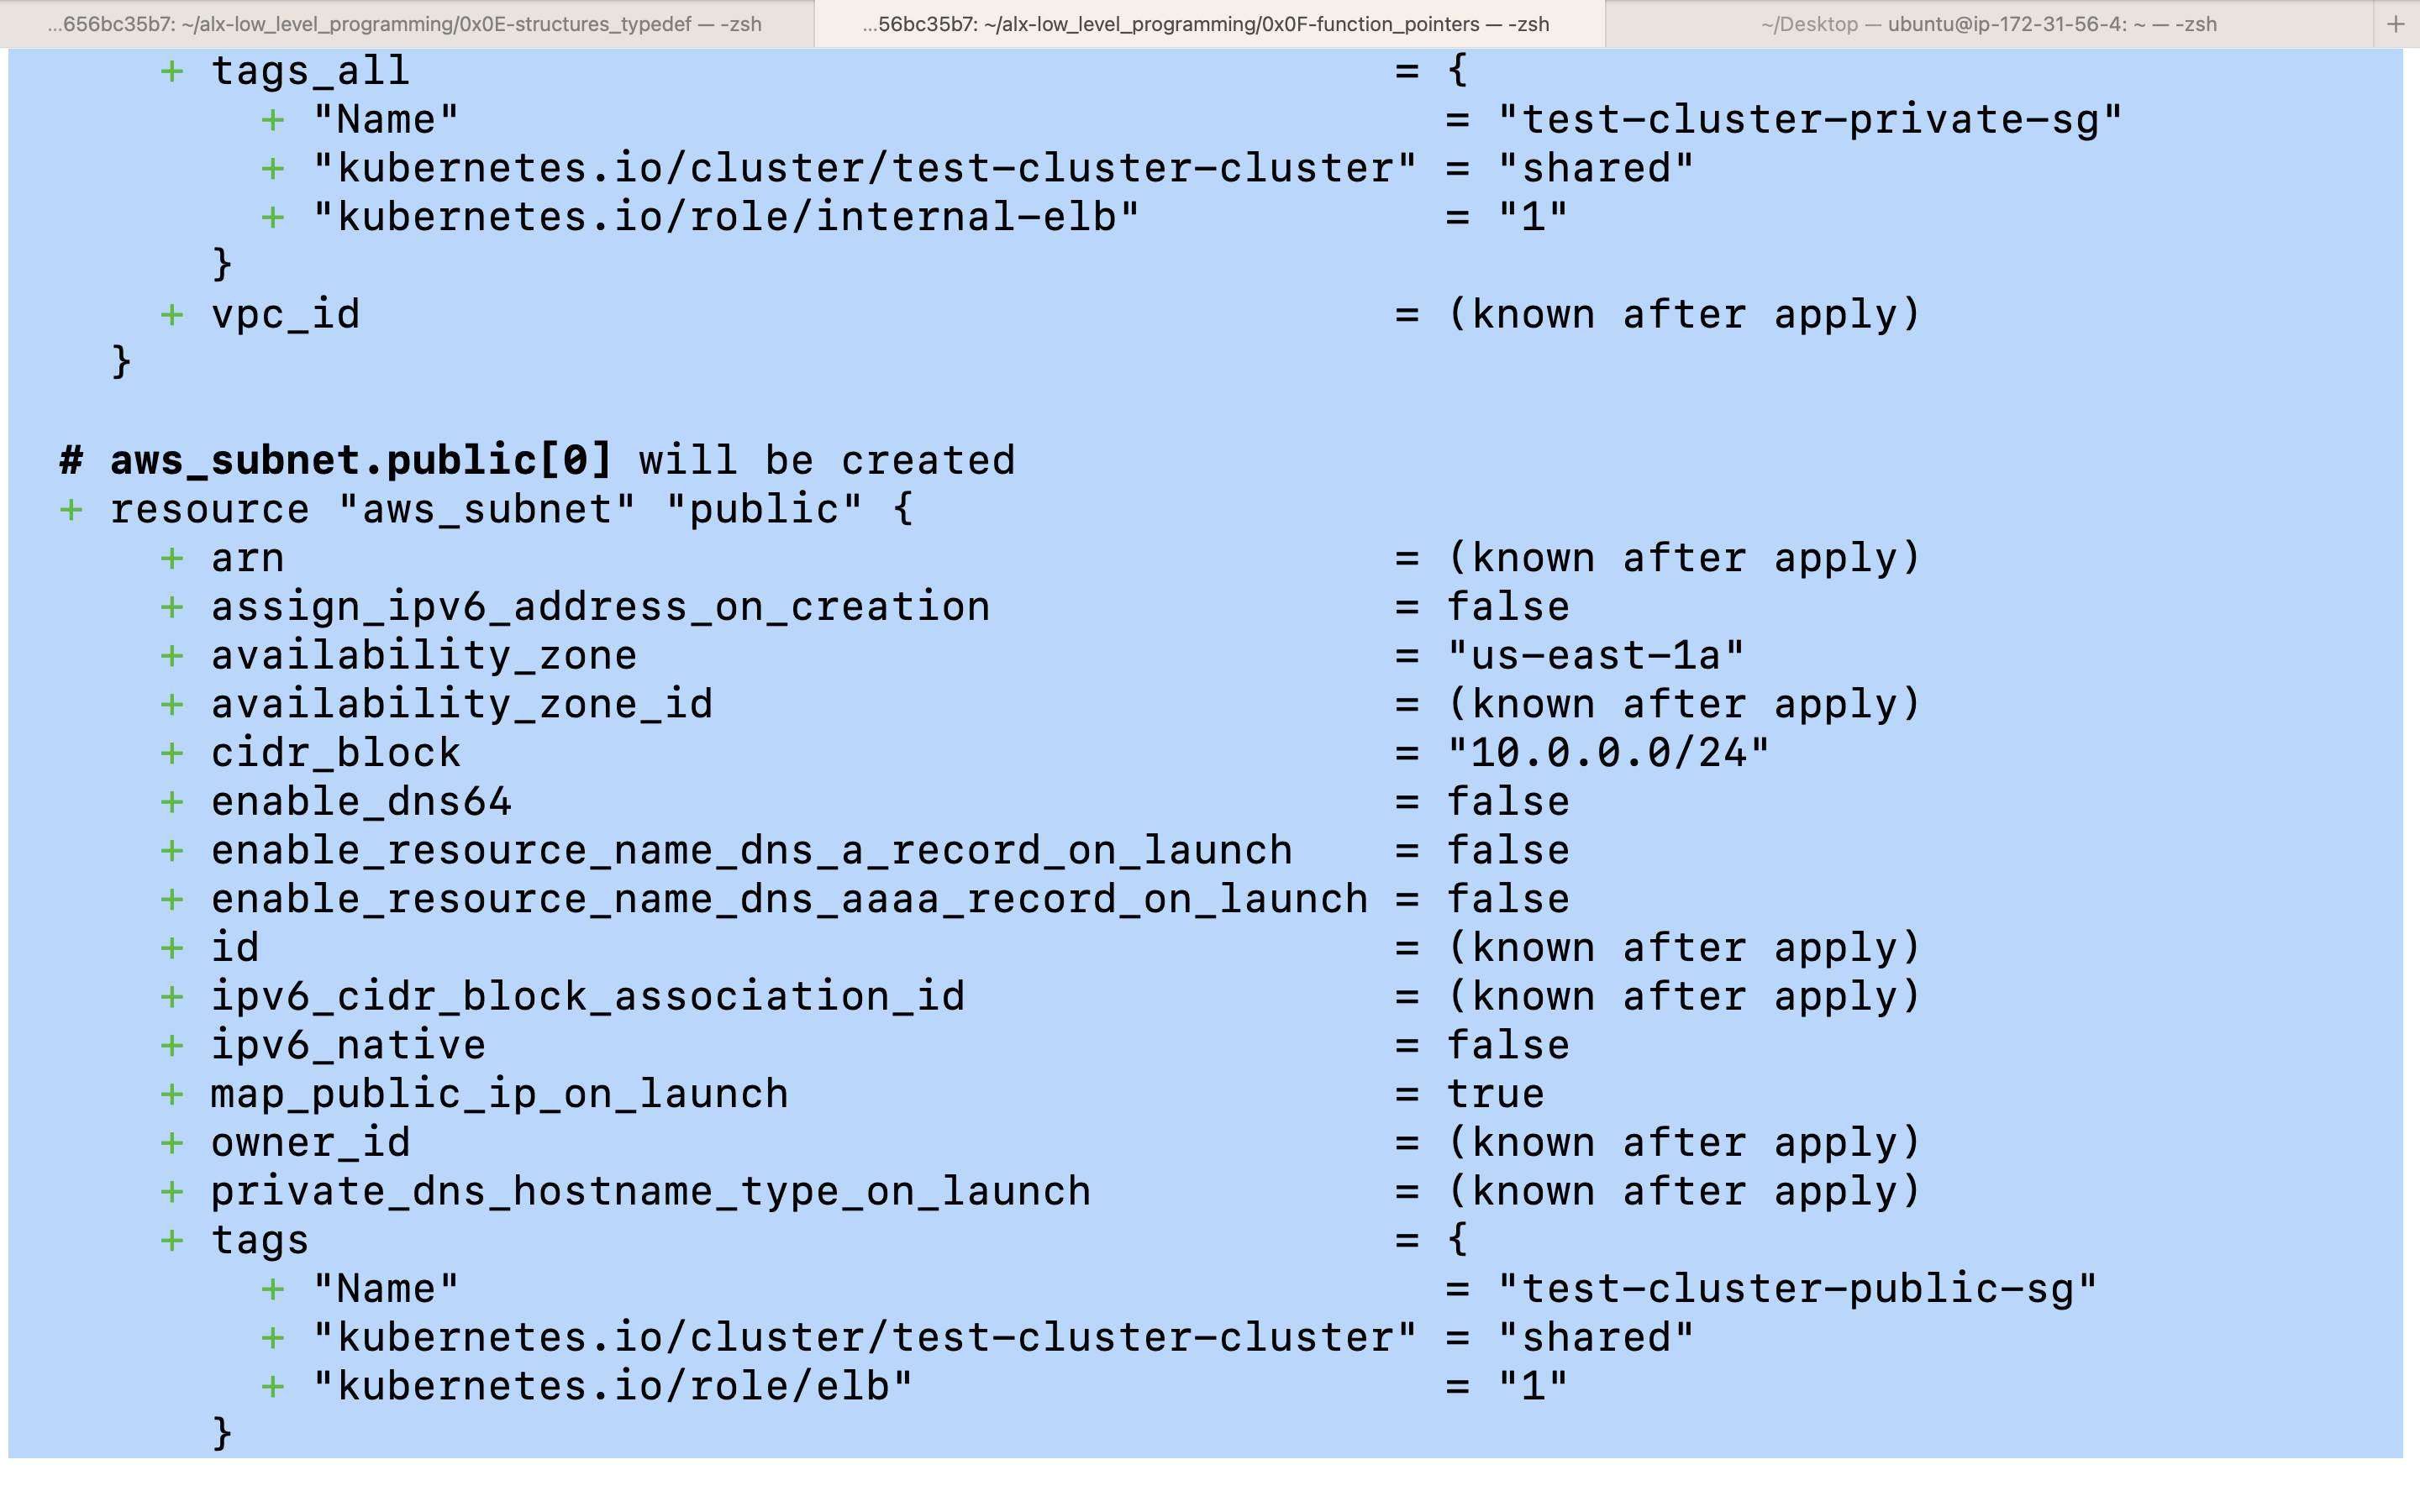 ...656bc35b7: ~/alx-low_level_programming/0x0E-structures_typedef — -zsh
...56bc35b7: ~/alx-low_level_programming/0x0F-function_pointers — -zsh
~/Desktop — ubuntu@ip-172-31-56-4: ~ — -zsh
+
+ tags_all = {
+ "Name" = "test-cluster-private-sg"
+ "kubernetes.io/cluster/test-cluster-cluster" = "shared"
+ "kubernetes.io/role/internal-elb" = "1"
}
+ vpc_id = (known after apply)
}
# aws_subnet.public[0] will be created
+ resource "aws_subnet" "public" {
+ arn = (known after apply)
+ assign_ipv6_address_on_creation = false
+ availability_zone = "us-east-1a"
+ availability_zone_id = (known after apply)
+ cidr_block = "10.0.0.0/24"
+ enable_dns64 = false
+ enable_resource_name_dns_a_record_on_launch = false
+ enable_resource_name_dns_aaaa_record_on_launch = false
+ id = (known after apply)
+ ipv6_cidr_block_association_id = (known after apply)
+ ipv6_native = false
+ map_public_ip_on_launch = true
+ owner_id = (known after apply)
+ private_dns_hostname_type_on_launch = (known after apply)
+ tags = {
+ "Name" = "test-cluster-public-sg"
+ "kubernetes.io/cluster/test-cluster-cluster" = "shared"
+ "kubernetes.io/role/elb" = "1"
}